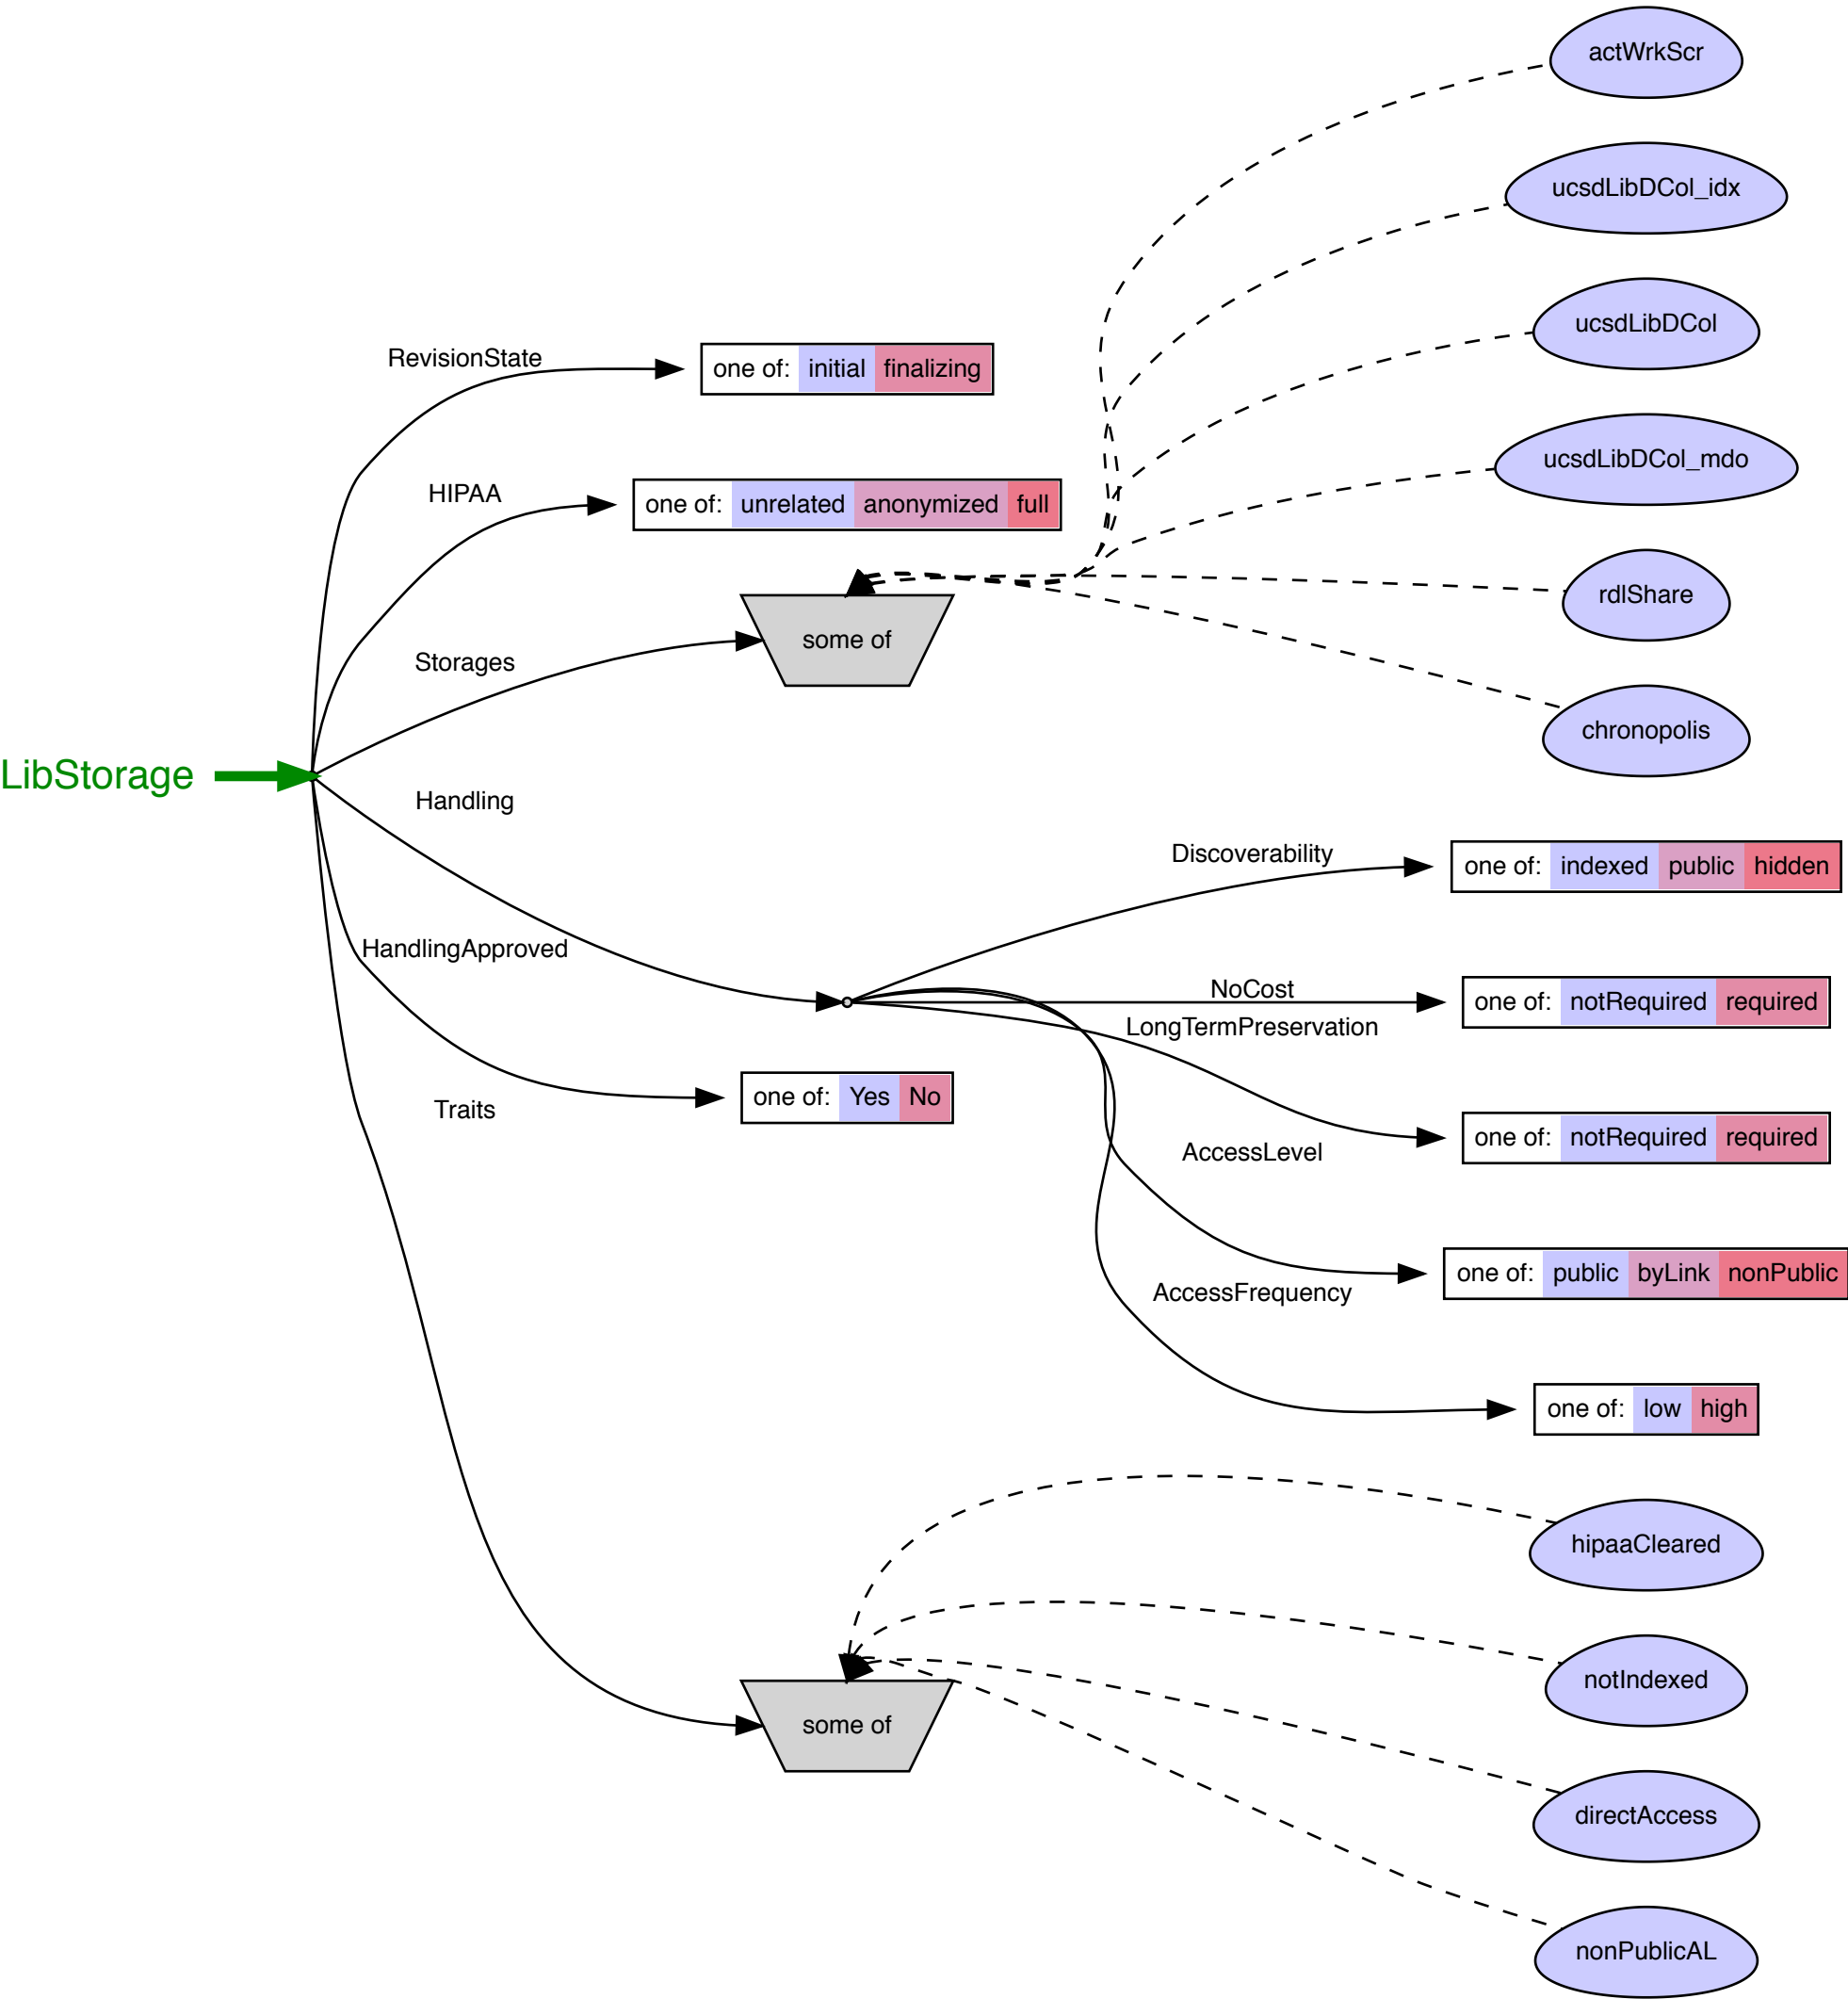 actWrkScr
ucsdLibDCol_idx
ucsdLibDCol
RevisionState
one of: initial finalizing
ucsdLibDCol_mdo
HIPAA
one of: unrelated anonymized full
rdlShare
some of
Storages
chronopolis
LibStorage
Handling
Discoverability
one of: indexed public hidden
HandlingApproved
NoCost
one of: notRequired required
LongTermPreservation
one of: Yes No
Traits
one of: notRequired required
AccessLevel
one of: public byLink nonPublic
AccessFrequency
one of: low high
hipaaCleared
notIndexed
some of
directAccess
nonPublicAL